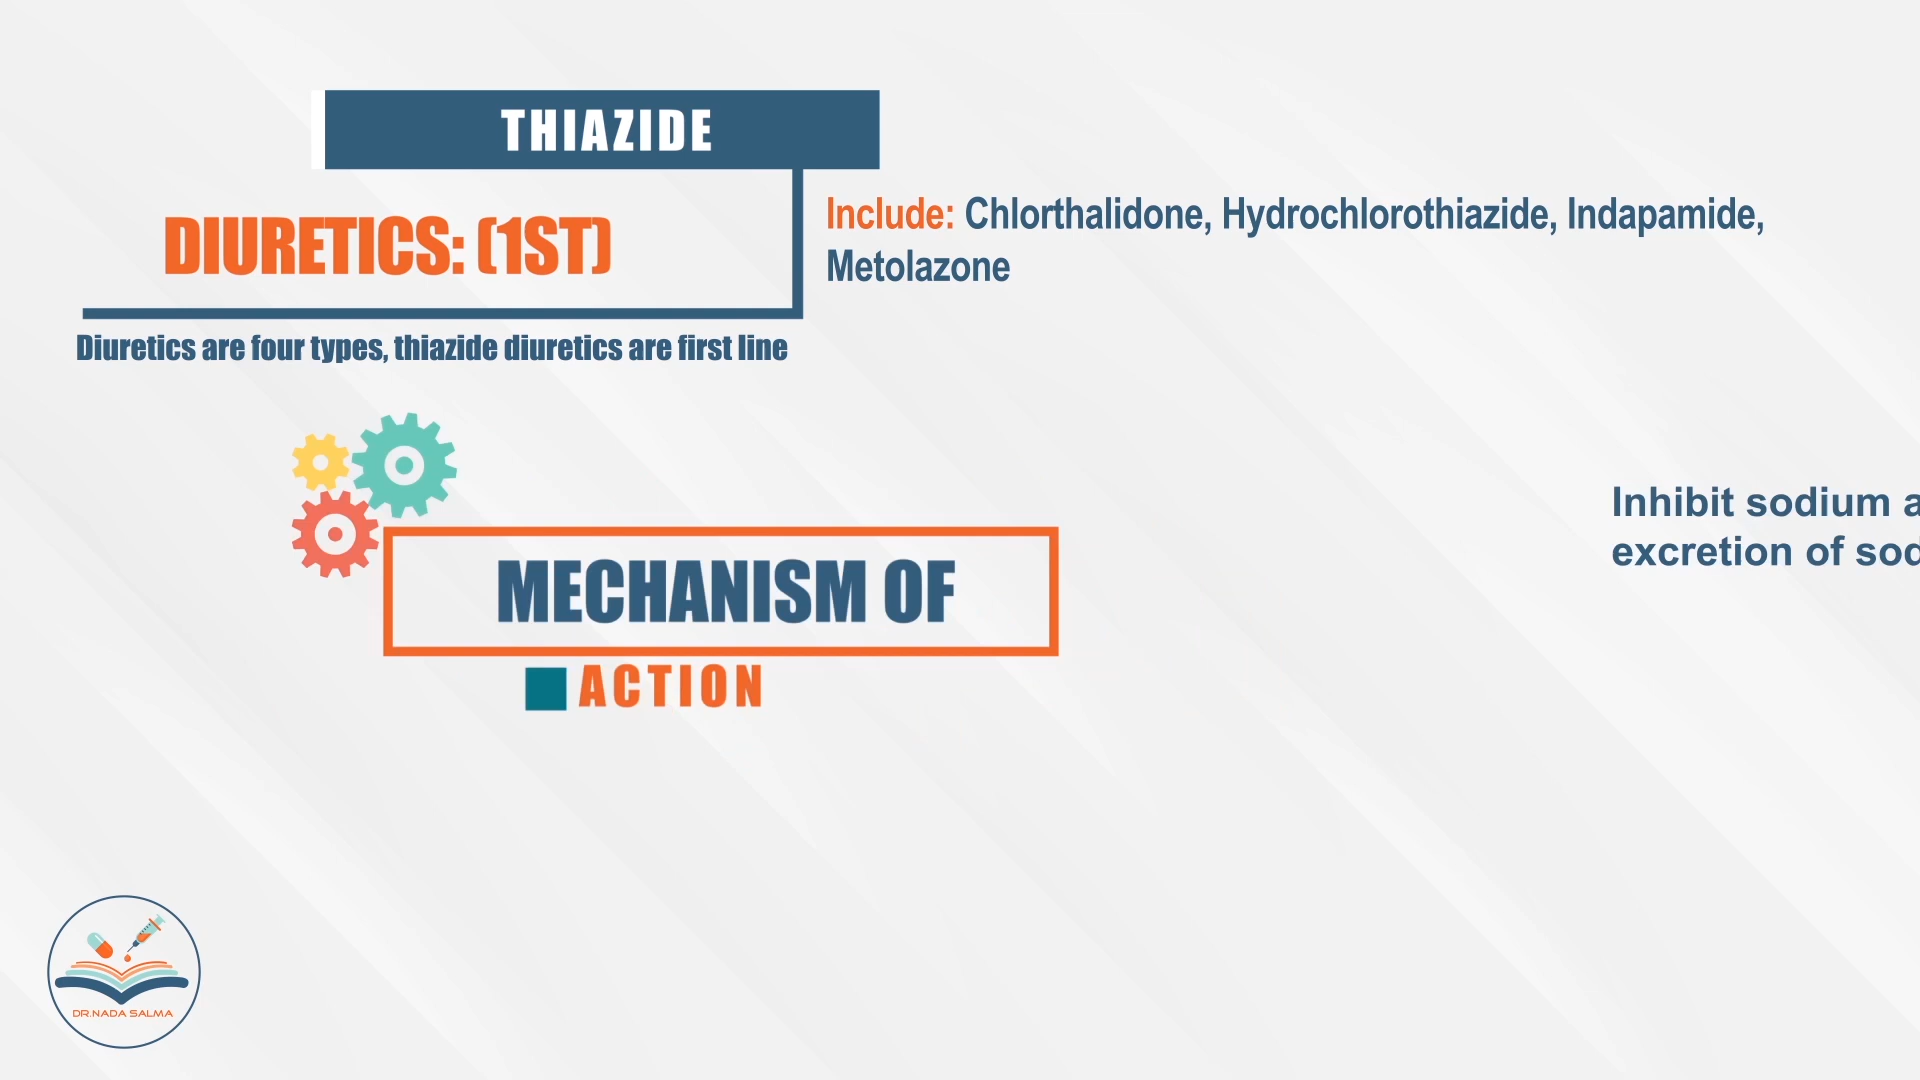 THIAZIDE
DIURETICS: (1ST)
Include: Chlorthalidone, Hydrochlorothiazide, Indapamide,
Metolazone
Diuretics are four types, thiazide diuretics are first line
MECHANISM OF
ACTION
Inhibit sodium
excretion of
DR.NADA SALMA